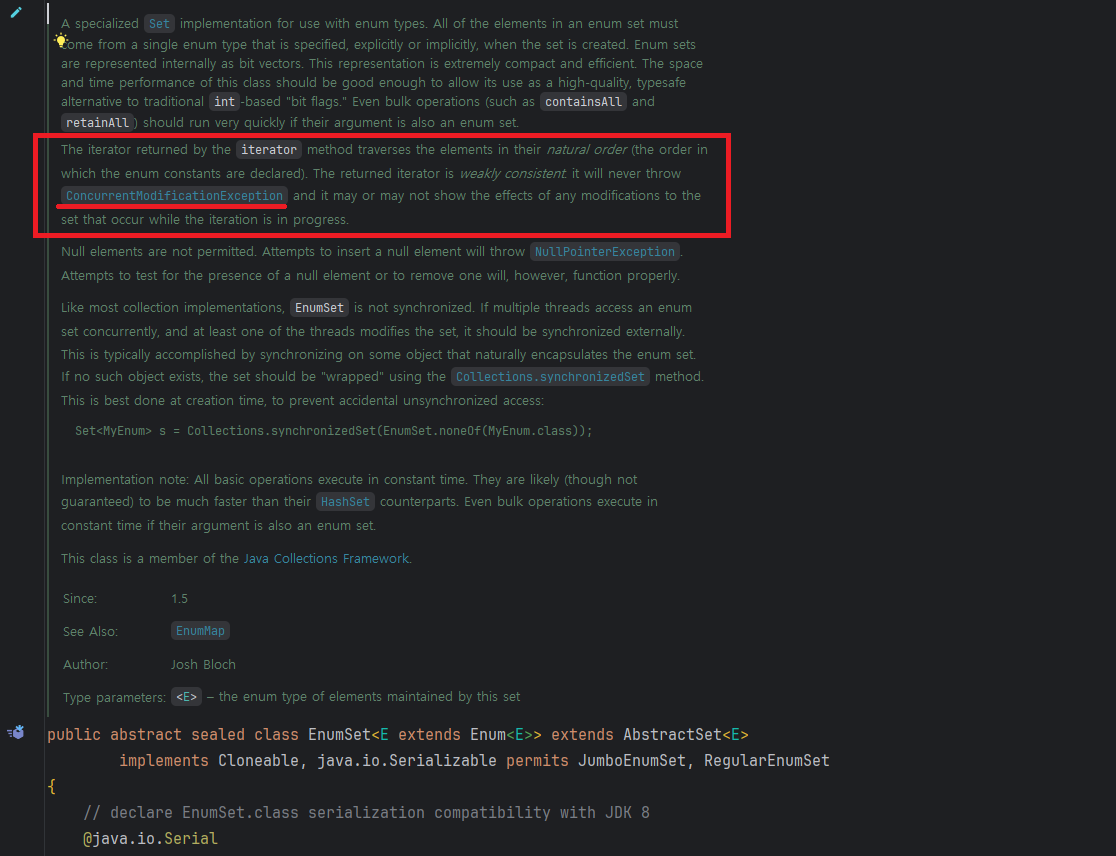 A specialized Set implementation for use with enum types. All of the elements in an enum set must
come from a single enum type that is specified, explicitly or implicitly, when the set is created. Enum sets
are represented internally as bit vectors. This representation is extremely compact and efficient. The space
and time performance of this class should be good enough to allow its use as a high-quality, typesafe
alternative to traditional int-based "bit flags." Even bulk operations (such as containsAll and
retainAll) should run very quickly if their argument is also an enum set.
The iterator returned by the iterator method traverses the elements in their natural order (the order in
which the enum constants are declared). The returned iterator is weakly consistent: it will never throw
ConcurrentModificationException and it may or may not show the effects of any modifications to the
set that occur while the iteration is in progress.
Null elements are not permitted. Attempts to insert a null element will throw NullPointerException.
Attempts to test for the presence of a null element or to remove one will, however, function properly.
Like most collection implementations, EnumSet is not synchronized. If multiple threads access an enum
set concurrently, and at least one of the threads modifies the set, it should be synchronized externally.
This is typically accomplished by synchronizing on some object that naturally encapsulates the enum set.
If no such object exists, the set should be "wrapped" using the Collections.synchronizedSet method.
This is best done at creation time, to prevent accidental unsynchronized access:
Set<MyEnum> s = Collections.synchronizedSet(EnumSet.noneOf(MyEnum.class));
Implementation note: All basic operations execute in constant time. They are likely (though not
guaranteed) to be much faster than their HashSet counterparts. Even bulk operations execute in
constant time if their argument is also an enum set.
This class is a member of the Java Collections Framework.
Since: 1.5
See Also: EnumMap
Author: Josh Bloch
Type parameters: <E> – the enum type of elements maintained by this set
public abstract sealed class EnumSet<E extends Enum<E>> extends AbstractSet<E>
implements Cloneable, java.io.Serializable permits JumboEnumSet, RegularEnumSet
{
// declare EnumSet.class serialization compatibility with JDK 8
@java.io.Serial